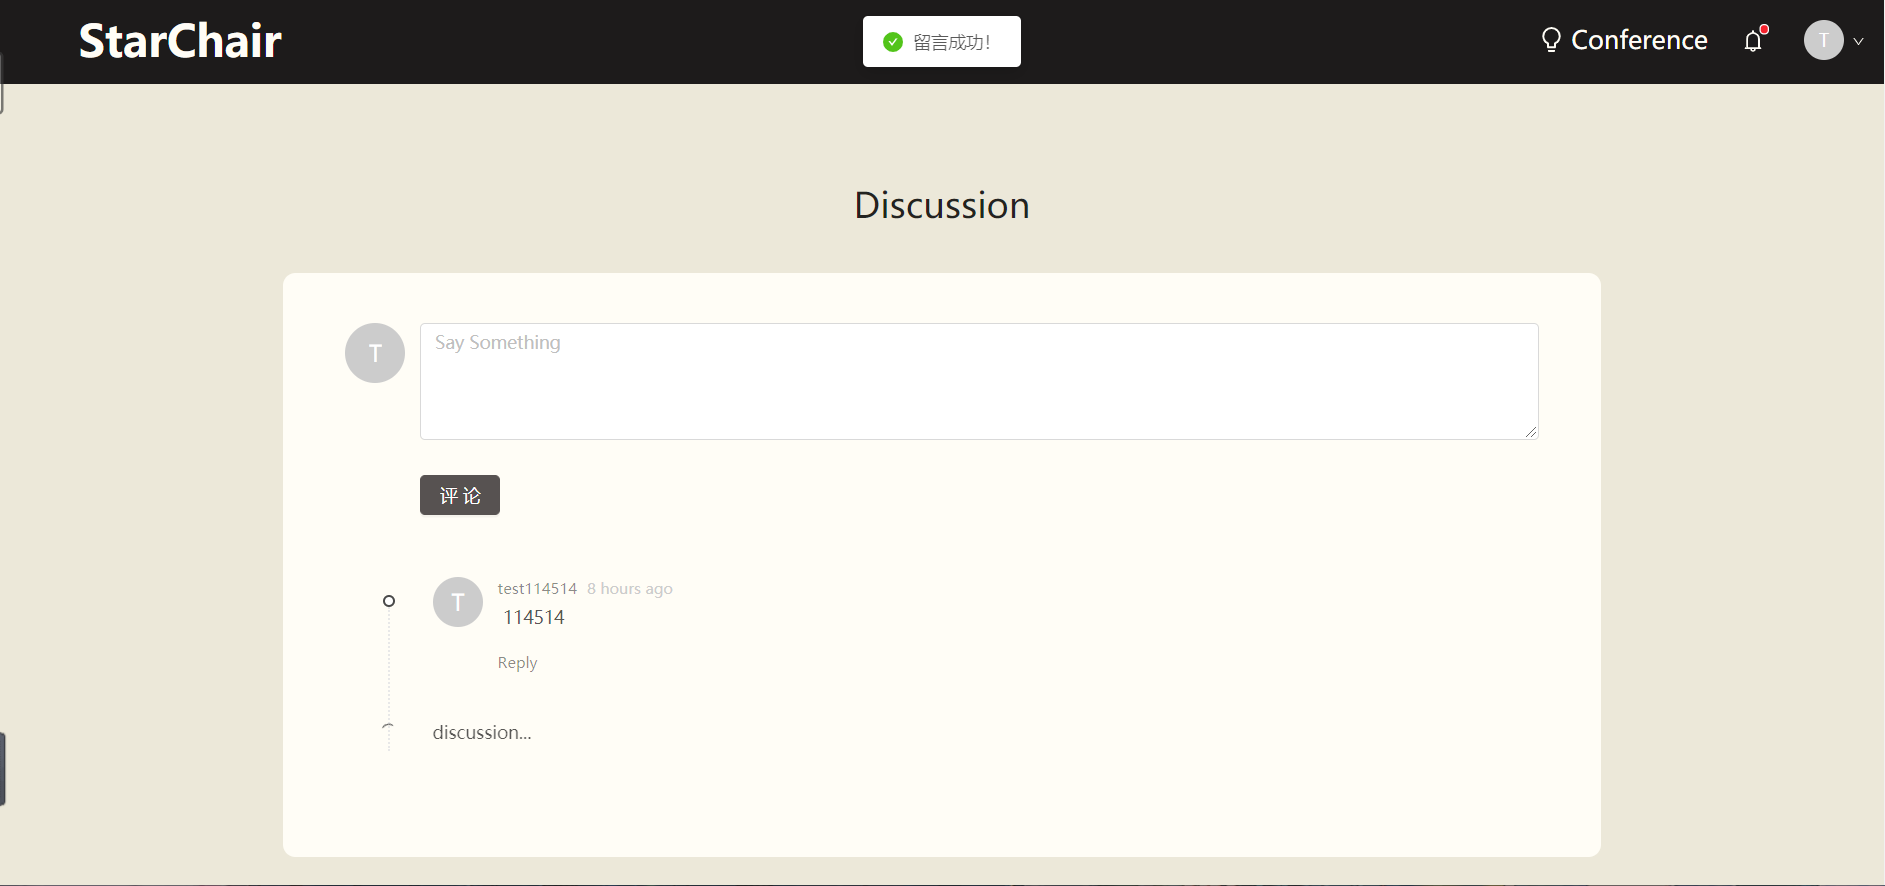 StarChair
留言成功!
Conference
T
Discussion
T
Say Something
评 论
T
test114514 8 hours ago
114514
Reply
discussion...